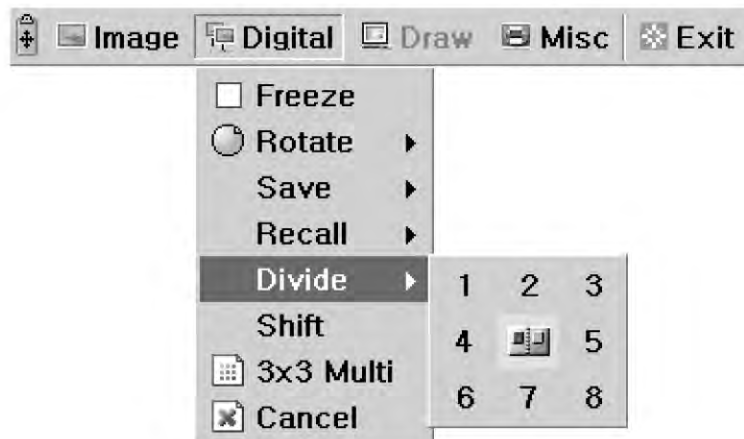 Image Digital Draw Misc Exit
Freeze
Rotate
Save
Recall
Divide
1 2 3
Shift
4 5
3x3 Multi
6 7 8
Cancel